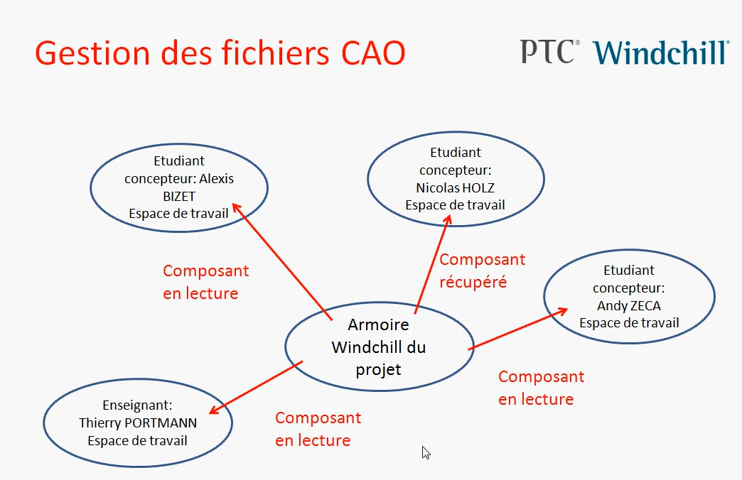 Gestion des fichiers CAO
PTC® Windchill®
Etudiant
concepteur: Alexis
BIZET
Espace de travail
Etudiant
concepteur:
Nicolas HOLZ
Espace de travail
Composant
en lecture
Composant
récupéré
Etudiant
concepteur:
Andy ZECA
Espace de travail
Armoire
Windchill du
projet
Composant
en lecture
Enseignant:
Thierry PORTMANN
Espace de travail
Composant
en lecture